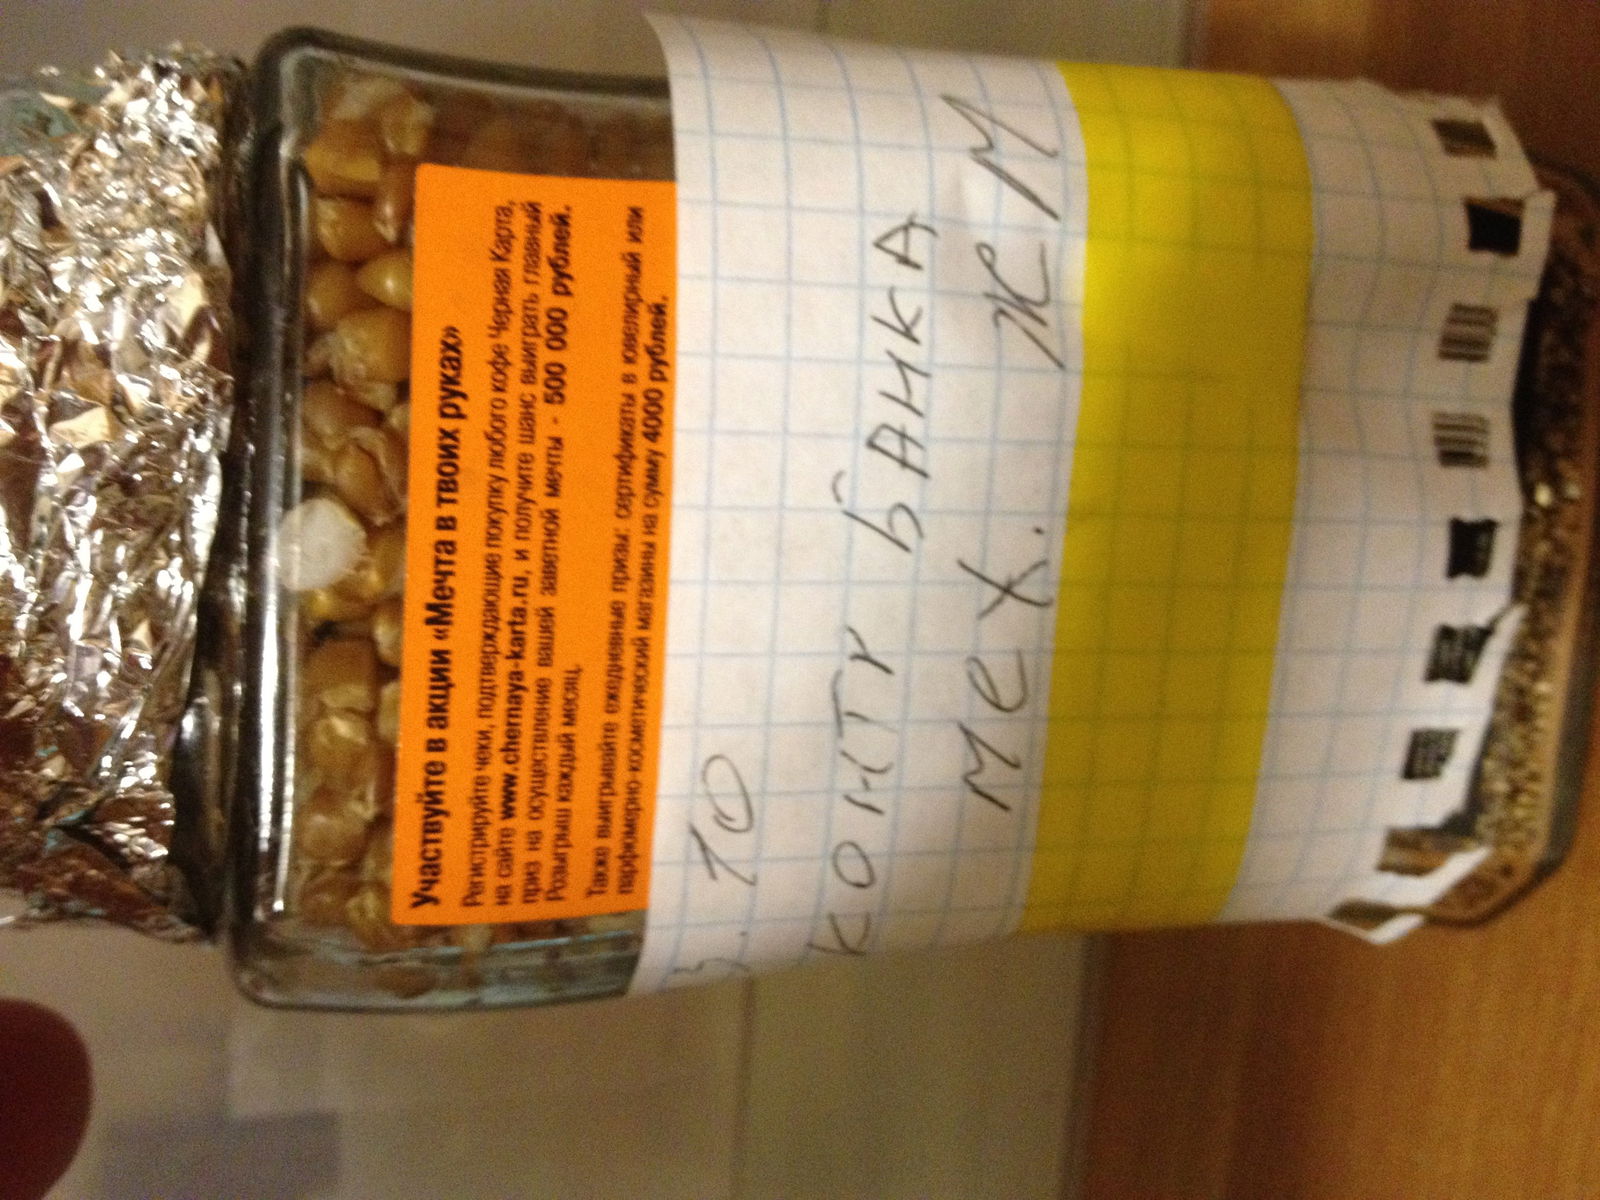 Участвуйте в акции «Мечта в твоих руках»
Регистрируйте чеки, подтверждающие покупку любого кофе Черная Карта,
на сайте www.chernaya-karta.ru, и получите шанс выиграть главный
приз на осуществление вашей заветной мечты - 500 000 рублей.
Розыгрыш каждый месяц.
Также выигрывайте ежедневные призы: сертификаты в ювелирный или
парфюмерно-косметический магазины на сумму 4000 рублей.
3.10
КОНТР БАНКА
Мех. ЖМ